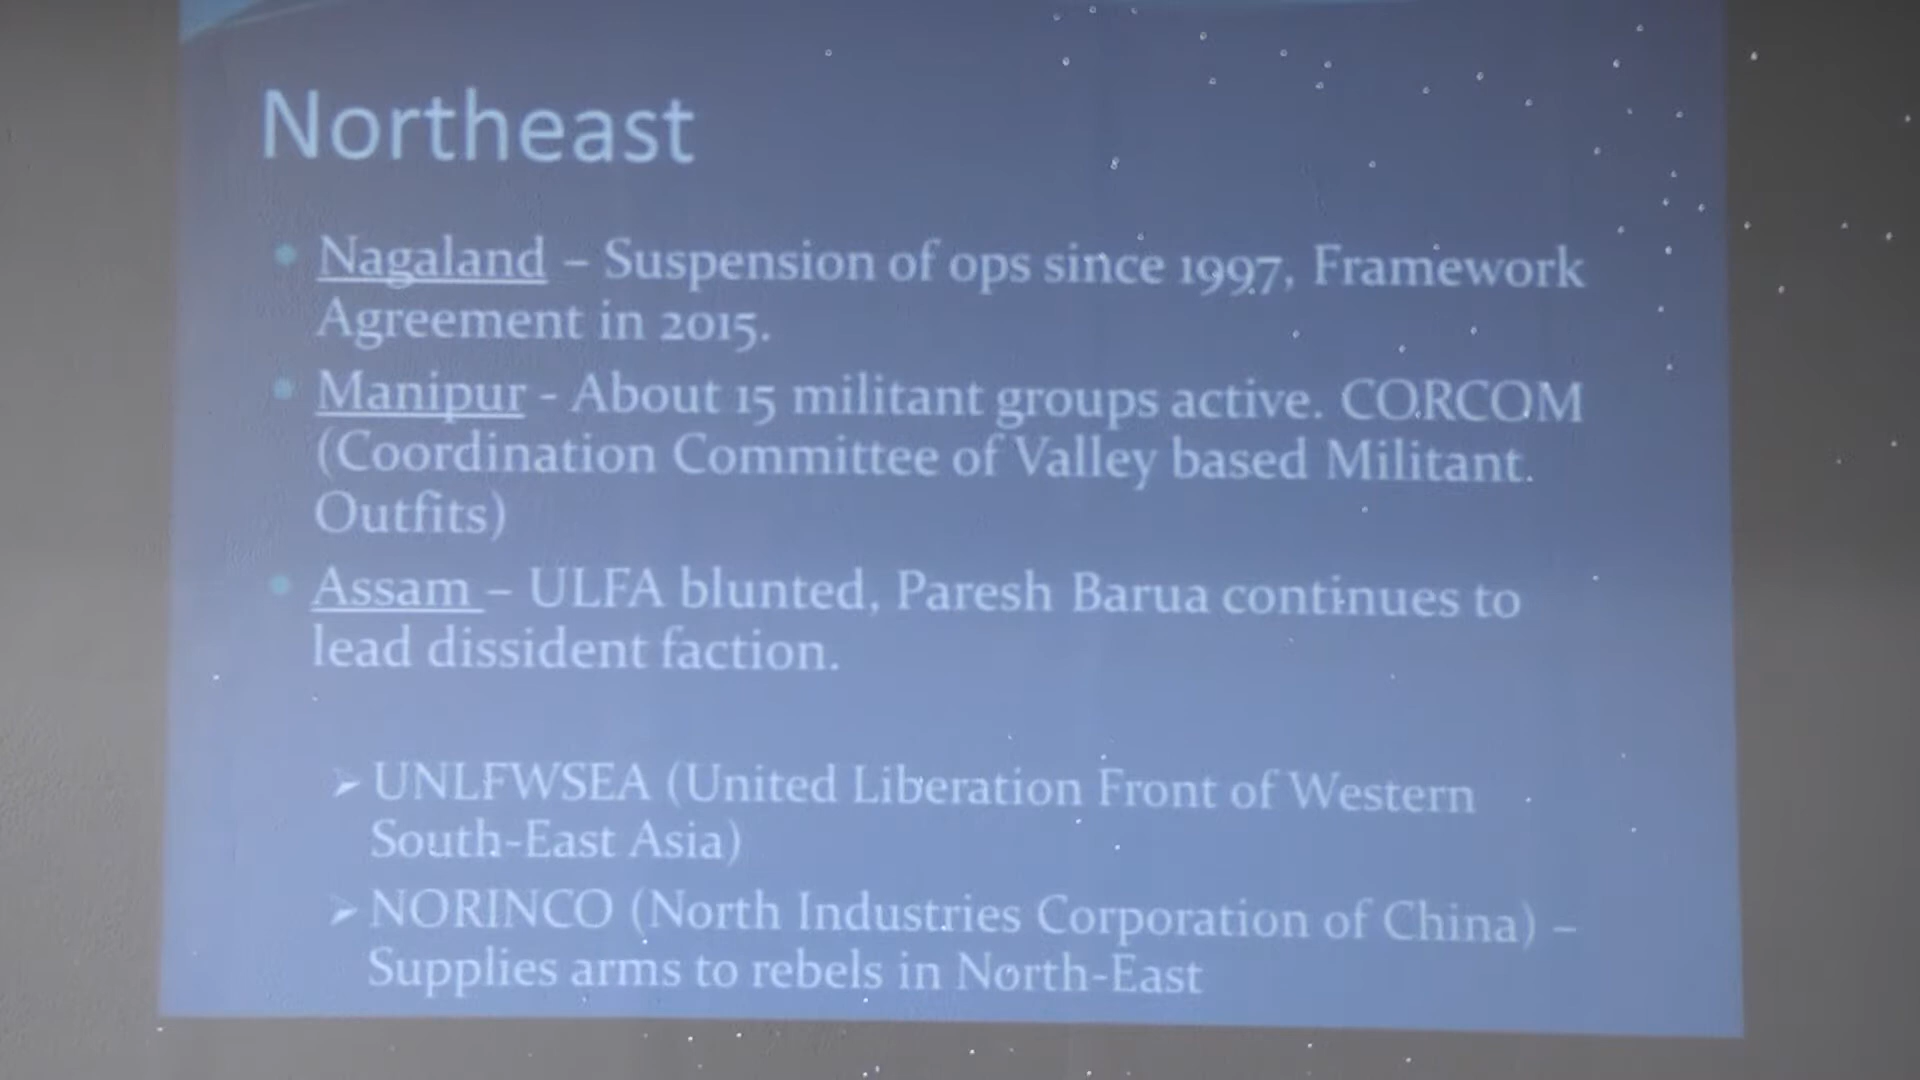 Northeast
Nagaland – Suspension of ops since 1997, Framework
Agreement in 2015.
Manipur - About 15 militant groups active. CORCOM
(Coordination Committee of Valley based Militant.
Outfits)
Assam – ULFA blunted, Paresh Barua continues to
lead dissident faction.
UNLFWSEA (United Liberation Front of Western
South-East Asia)
NORINCO (North Industries Corporation of China) –
Supplies arms to rebels in North-East